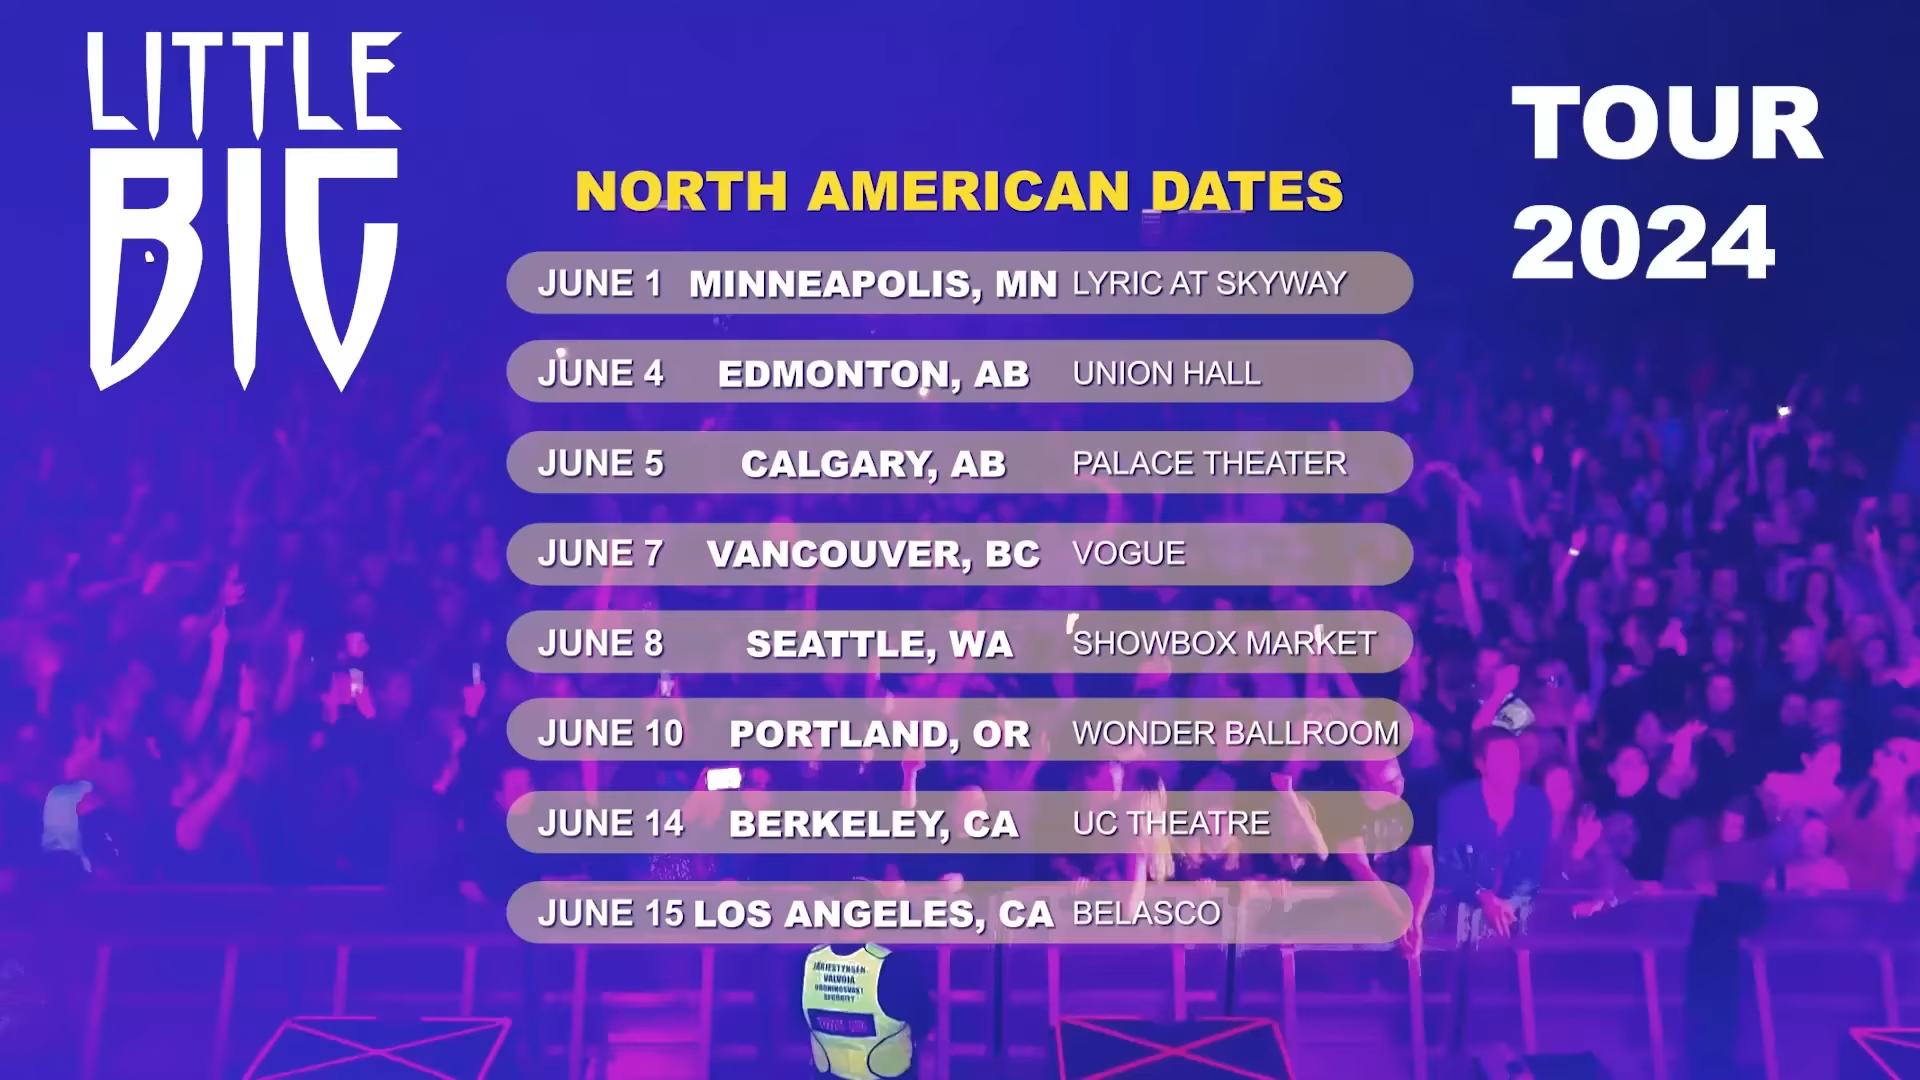 LITTLE
BIG
TOUR
2024
NORTH AMERICAN DATES
JUNE 1 MINNEAPOLIS, MN LYRIC AT SKYWAY
JUNE 4 EDMONTON, AB UNION HALL
JUNE 5 CALGARY, AB PALACE THEATER
JUNE 7 VANCOUVER, BC VOGUE
JUNE 8 SEATTLE, WA SHOWBOX MARKET
JUNE 10 PORTLAND, OR WONDER BALLROOM
JUNE 14 BERKELEY, CA UC THEATRE
JUNE 15 LOS ANGELES, CA BELASCO
VALVOJA